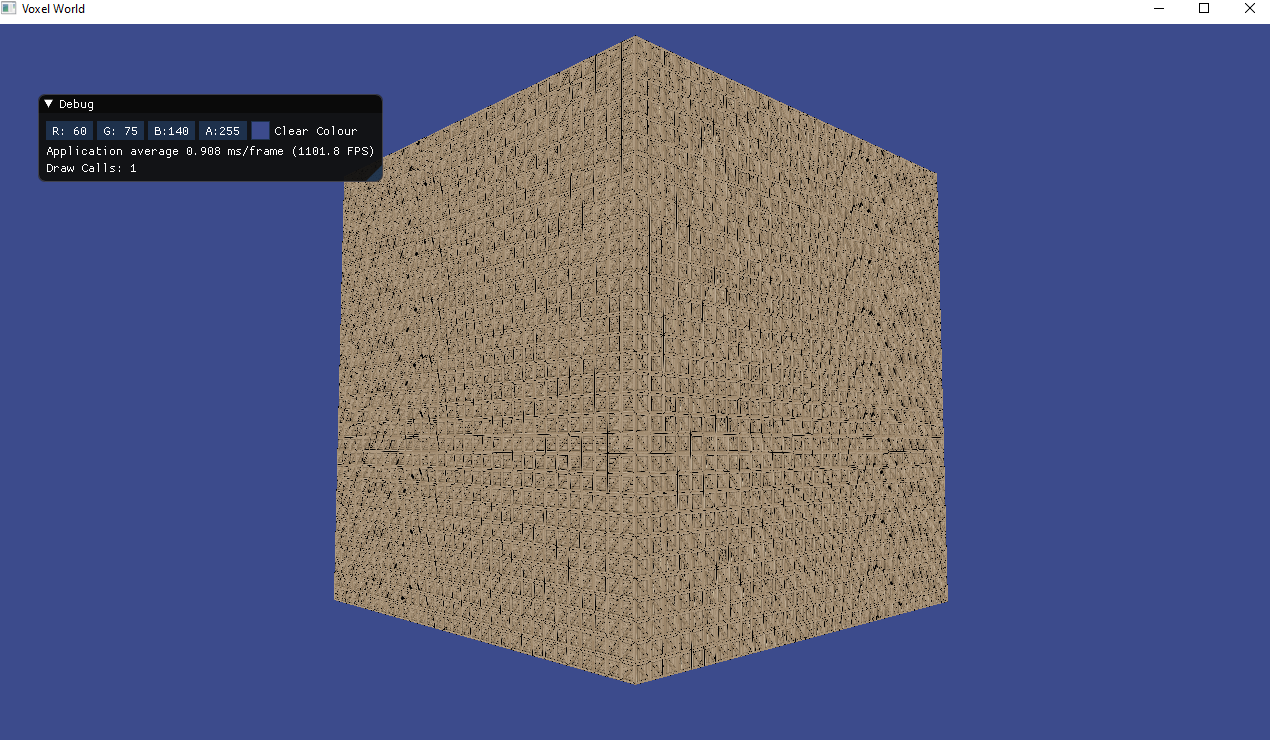 Voxel World
Debug
R: 60 G: 75 B:140 A:255 Clear Colour
Application average 0.908 ms/frame (1101.8 FPS)
Draw Calls: 1